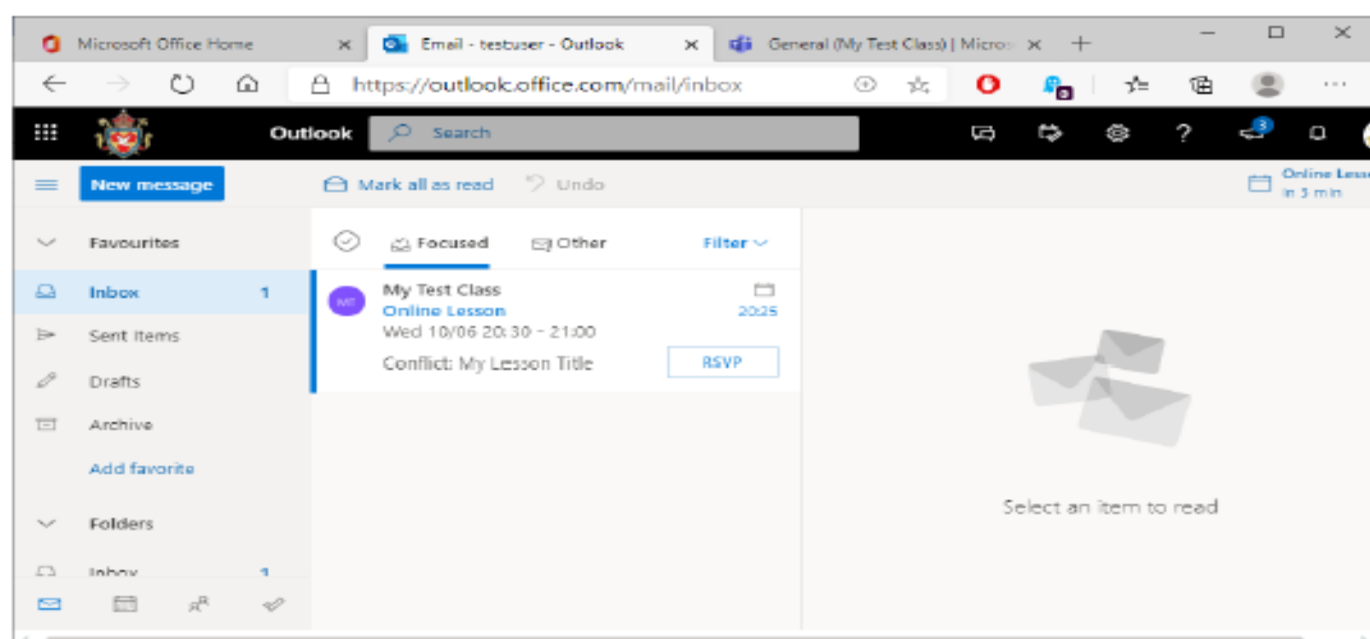 Microsoft Office Home
Email - testuser - Outlook
General (My Test Class) | Micros
https://outlook.office.com/mail/inbox
Outlook
Search
?
3
New message
Mark all as read
Undo
Online Less
in 3 min
Favourites
Focused
Other
Filter
Inbox 1
My Test Class
MT
Online Lesson
20:25
Wed 10/06 20:30 - 21:00
Conflict: My Lesson Title
RSVP
Sent Items
Drafts
Archive
Add favorite
Select an item to read
Folders
Inbox 1